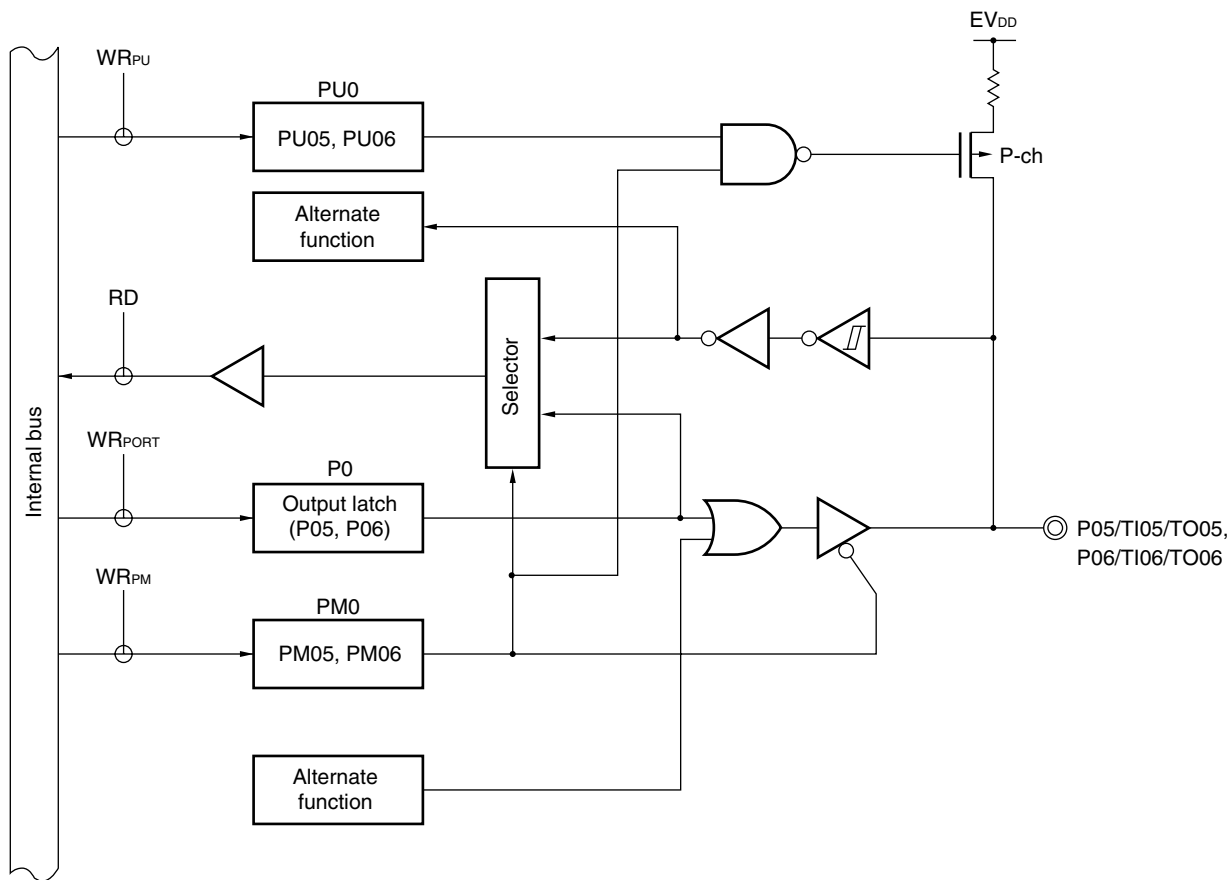 EVDD
WRPU
PU0
PU05, PU06
P-ch
Alternate
function
RD
Selector
Internal bus
WRPORT
P0
Output latch
(P05, P06)
P05/TI05/TO05,
P06/TI06/TO06
WRPM
PM0
PM05, PM06
Alternate
function